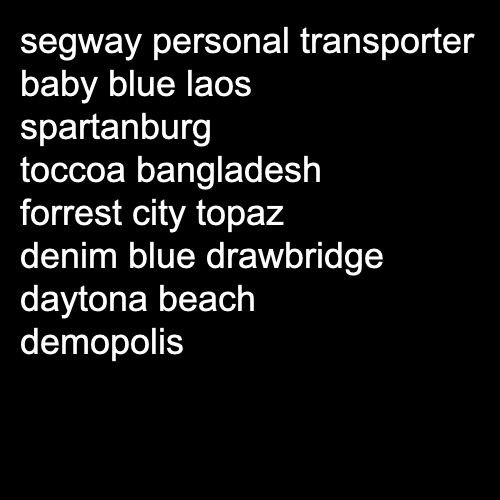 segway personal transporter
baby blue laos
spartanburg
toccoa bangladesh
forrest city topaz
denim blue drawbridge
daytona beach
demopolis